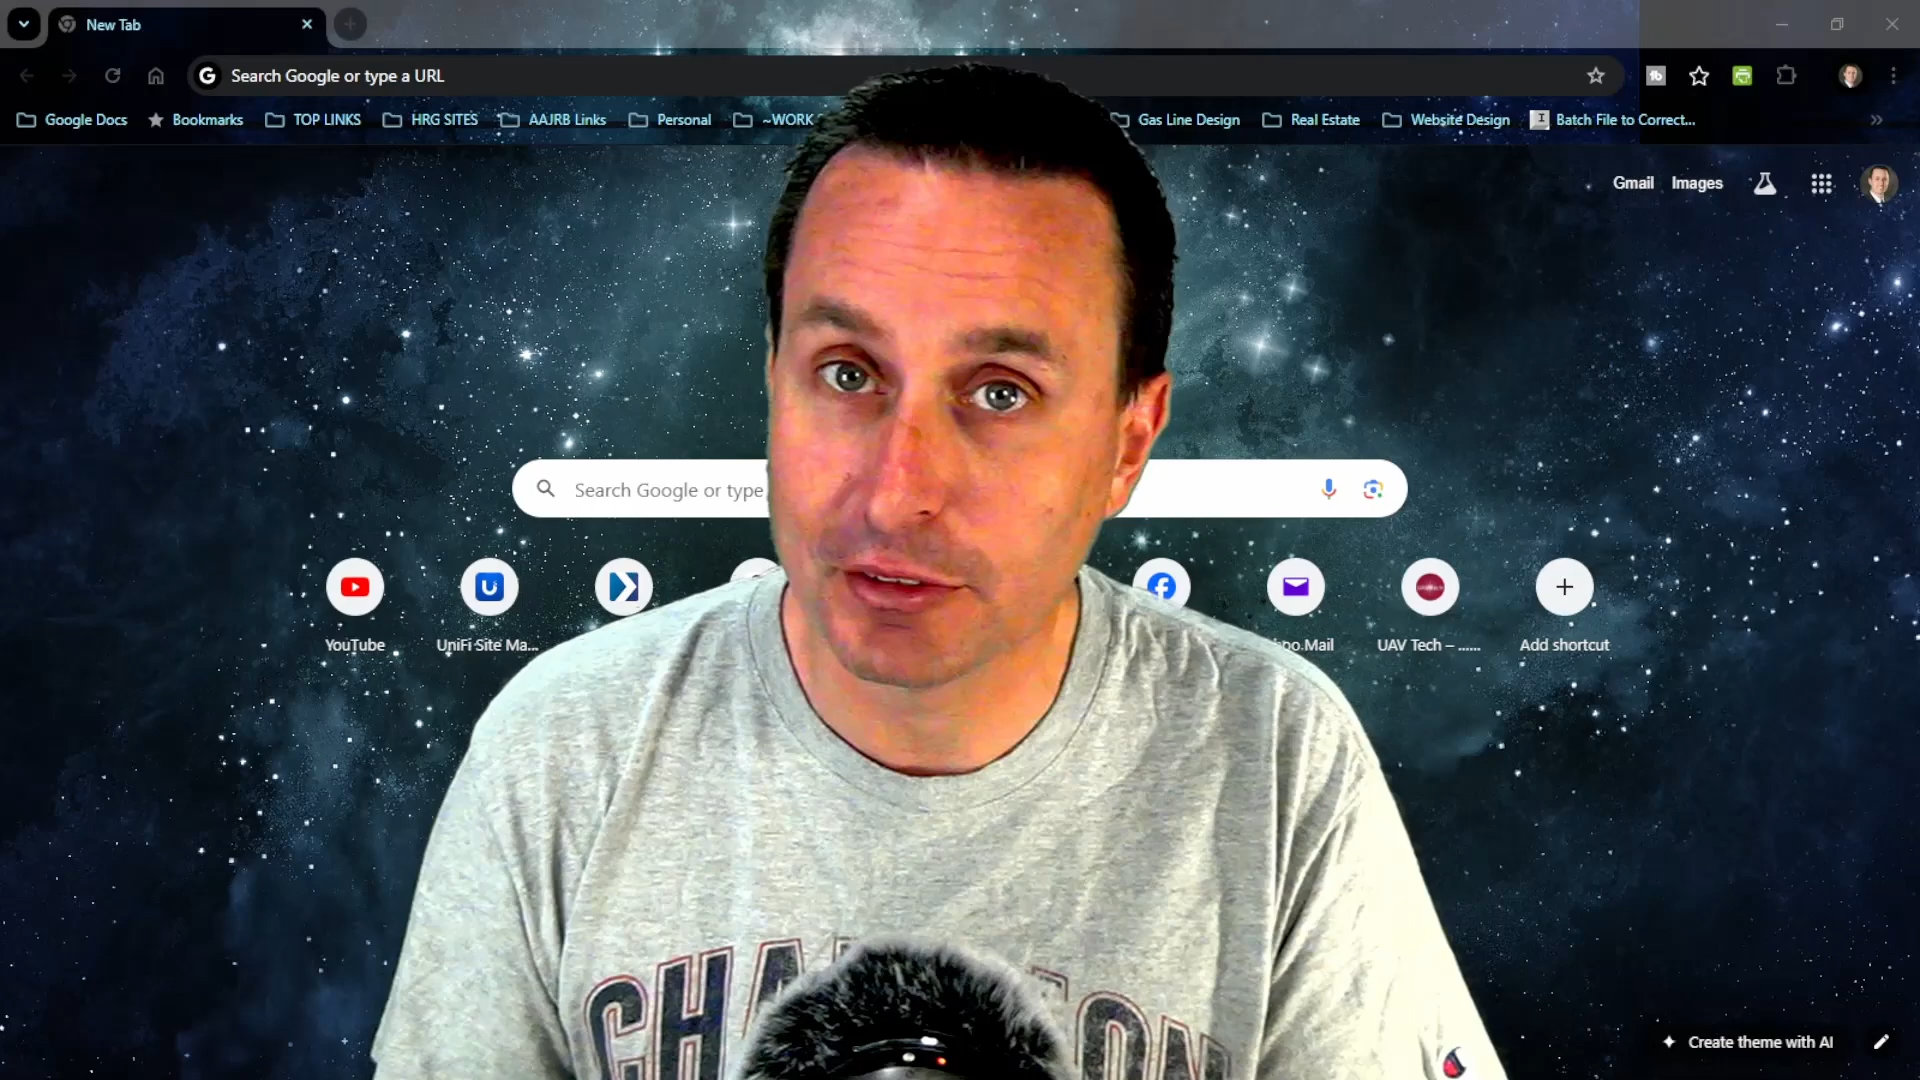 New Tab
Search Google or type a URL
Google Docs
Bookmarks
TOP LINKS
HRG SITES
AAJRB Links
Personal
~WORK
Gas Line Design
Real Estate
Website Design
Batch File to Correct...
Gmail
Images
Search Google or type
YouTube
UniFi Site Ma...
Mail
UAV Tech – ......
Add shortcut
Create theme with AI